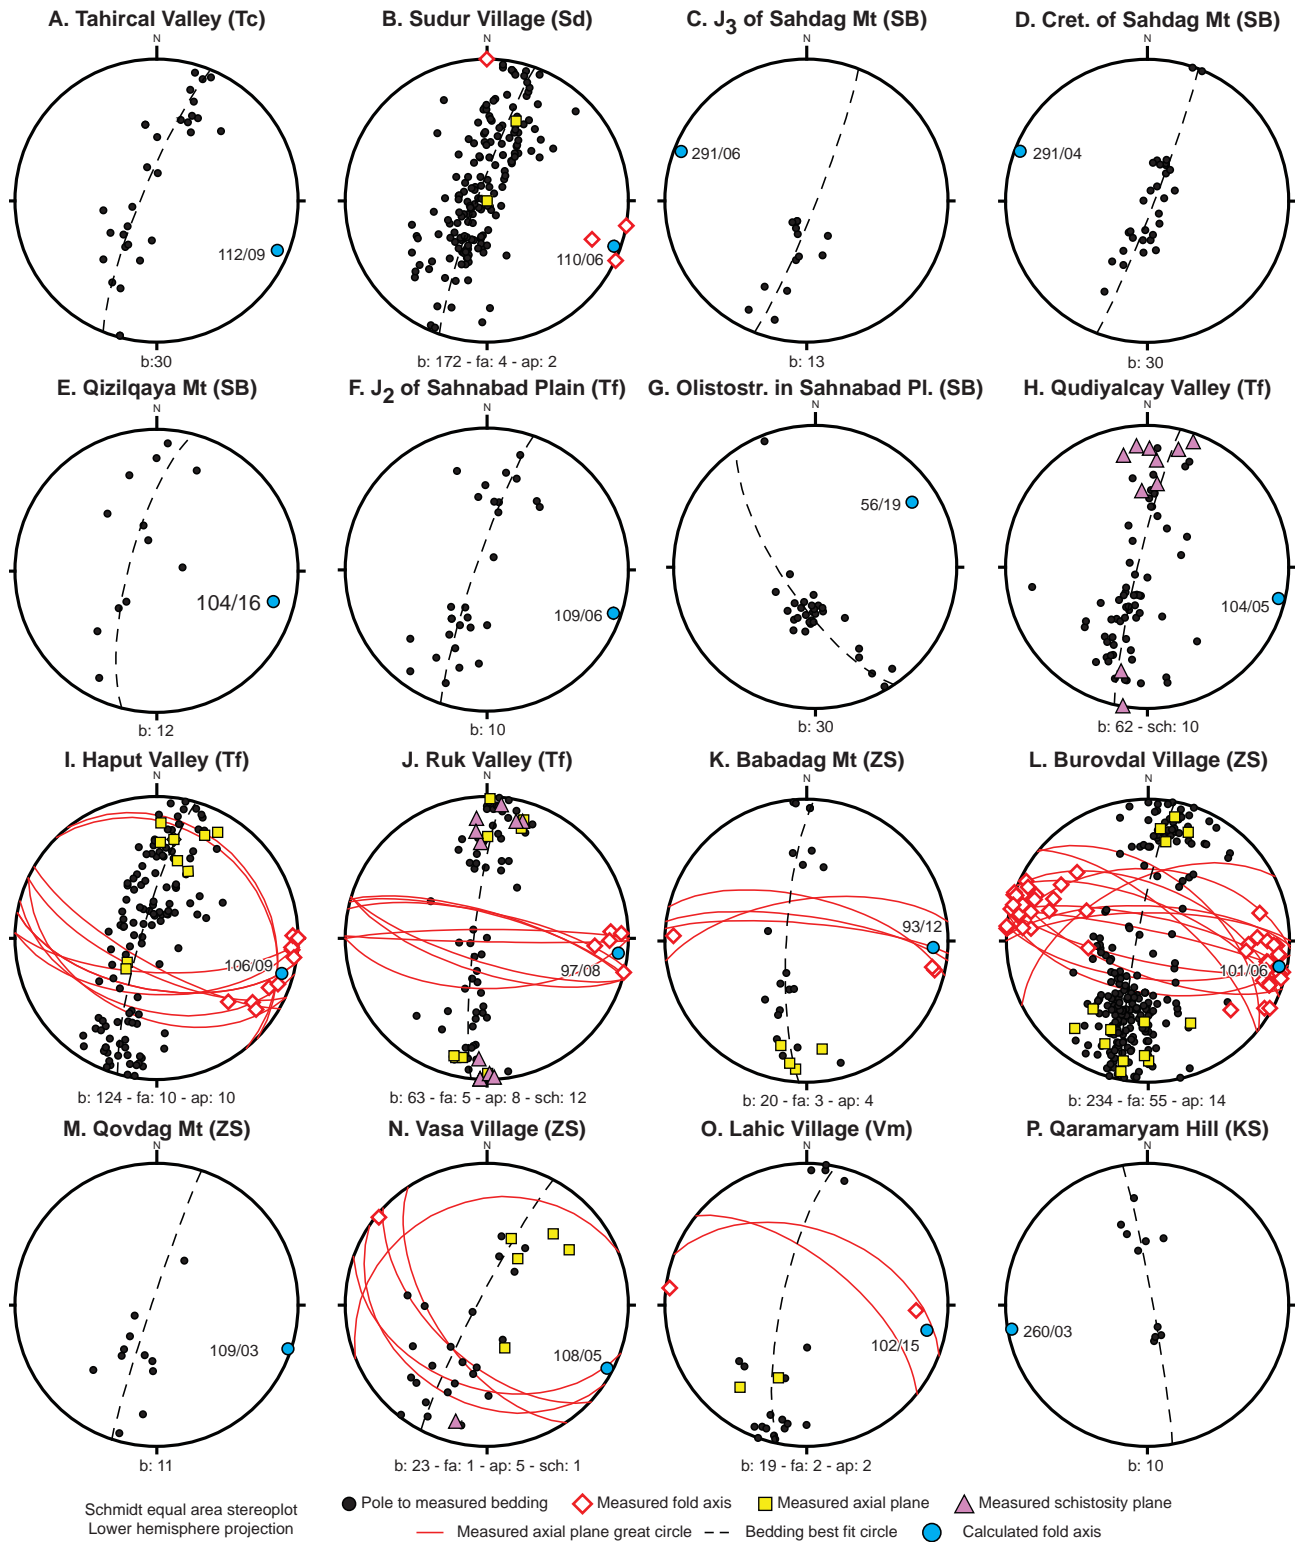 A. Tahircal Valley (Tc)
N
112/09
b:30
B. Sudur Village (Sd)
N
110/06
b: 172 - fa: 4 - ap: 2
C. J3 of Sahdag Mt (SB)
N
291/06
b: 13
D. Cret. of Sahdag Mt (SB)
N
291/04
b: 30
E. Qizilqaya Mt (SB)
N
104/16
b: 12
F. J2 of Sahnabad Plain (Tf)
N
109/06
b: 10
G. Olistostr. in Sahnabad Pl. (SB)
N
56/19
b: 30
H. Qudiyalcay Valley (Tf)
N
104/05
b: 62 - sch: 10
I. Haput Valley (Tf)
N
106/09
b: 124 - fa: 10 - ap: 10
J. Ruk Valley (Tf)
N
97/08
b: 63 - fa: 5 - ap: 8 - sch: 12
K. Babadag Mt (ZS)
N
93/12
b: 20 - fa: 3 - ap: 4
L. Burovdal Village (ZS)
N
101/06
b: 234 - fa: 55 - ap: 14
M. Qovdag Mt (ZS)
N
109/03
b: 11
N. Vasa Village (ZS)
N
108/05
b: 23 - fa: 1 - ap: 5 - sch: 1
O. Lahic Village (Vm)
N
102/15
b: 19 - fa: 2 - ap: 2
P. Qaramaryam Hill (KS)
N
260/03
b: 10
Schmidt equal area stereoplot
Lower hemisphere projection
Pole to measured bedding
Measured fold axis
Measured axial plane
Measured schistosity plane
Measured axial plane great circle
Bedding best fit circle
Calculated fold axis